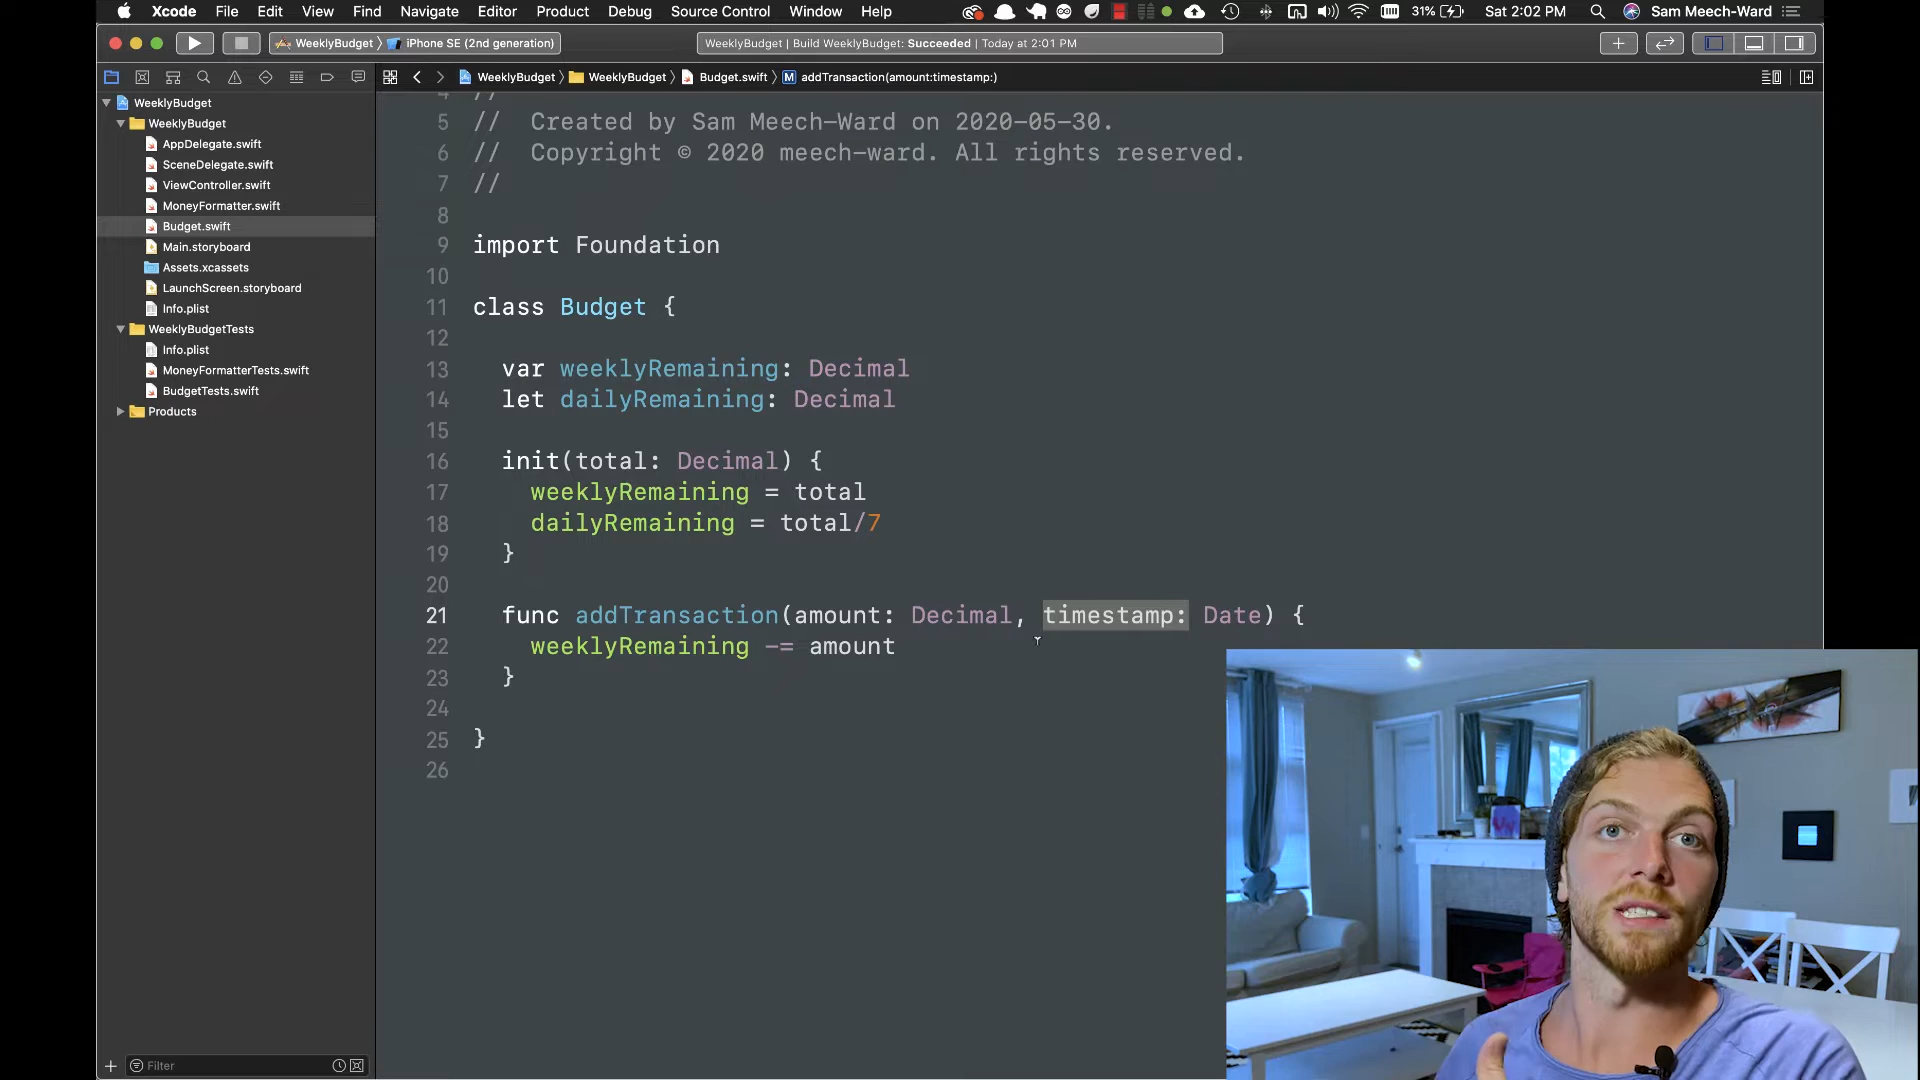 Xcode File Edit View Find Navigate Editor Product Debug Source Control Window Help 31% Sat 2:02 PM Sam Meech-Ward
WeeklyBudget iPhone SE (2nd generation) WeeklyBudget | Build WeeklyBudget: Succeeded | Today at 2:01 PM
WeeklyBudget WeeklyBudget Budget.swift M addTransaction(amount:timestamp:)
WeeklyBudget
WeeklyBudget
AppDelegate.swift
SceneDelegate.swift
ViewController.swift
MoneyFormatter.swift
Budget.swift
Main.storyboard
Assets.xcassets
LaunchScreen.storyboard
Info.plist
WeeklyBudgetTests
Info.plist
MoneyFormatterTests.swift
BudgetTests.swift
Products
Filter
4 //
5 //  Created by Sam Meech-Ward on 2020-05-30.
6 //  Copyright © 2020 meech-ward. All rights reserved.
7 //
8
9 import Foundation
10
11 class Budget {
12
13 var weeklyRemaining: Decimal
14 let dailyRemaining: Decimal
15
16 init(total: Decimal) {
17 weeklyRemaining = total
18 dailyRemaining = total/7
19 }
20
21 func addTransaction(amount: Decimal, timestamp: Date) {
22 weeklyRemaining -= amount
23 }
24
25 }
26